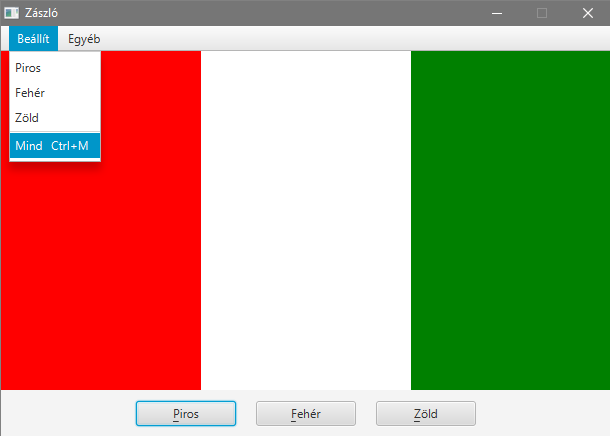 Zászló
Beállít Egyéb
Piros
Fehér
Zöld
Mind Ctrl+M
Piros Fehér Zöld